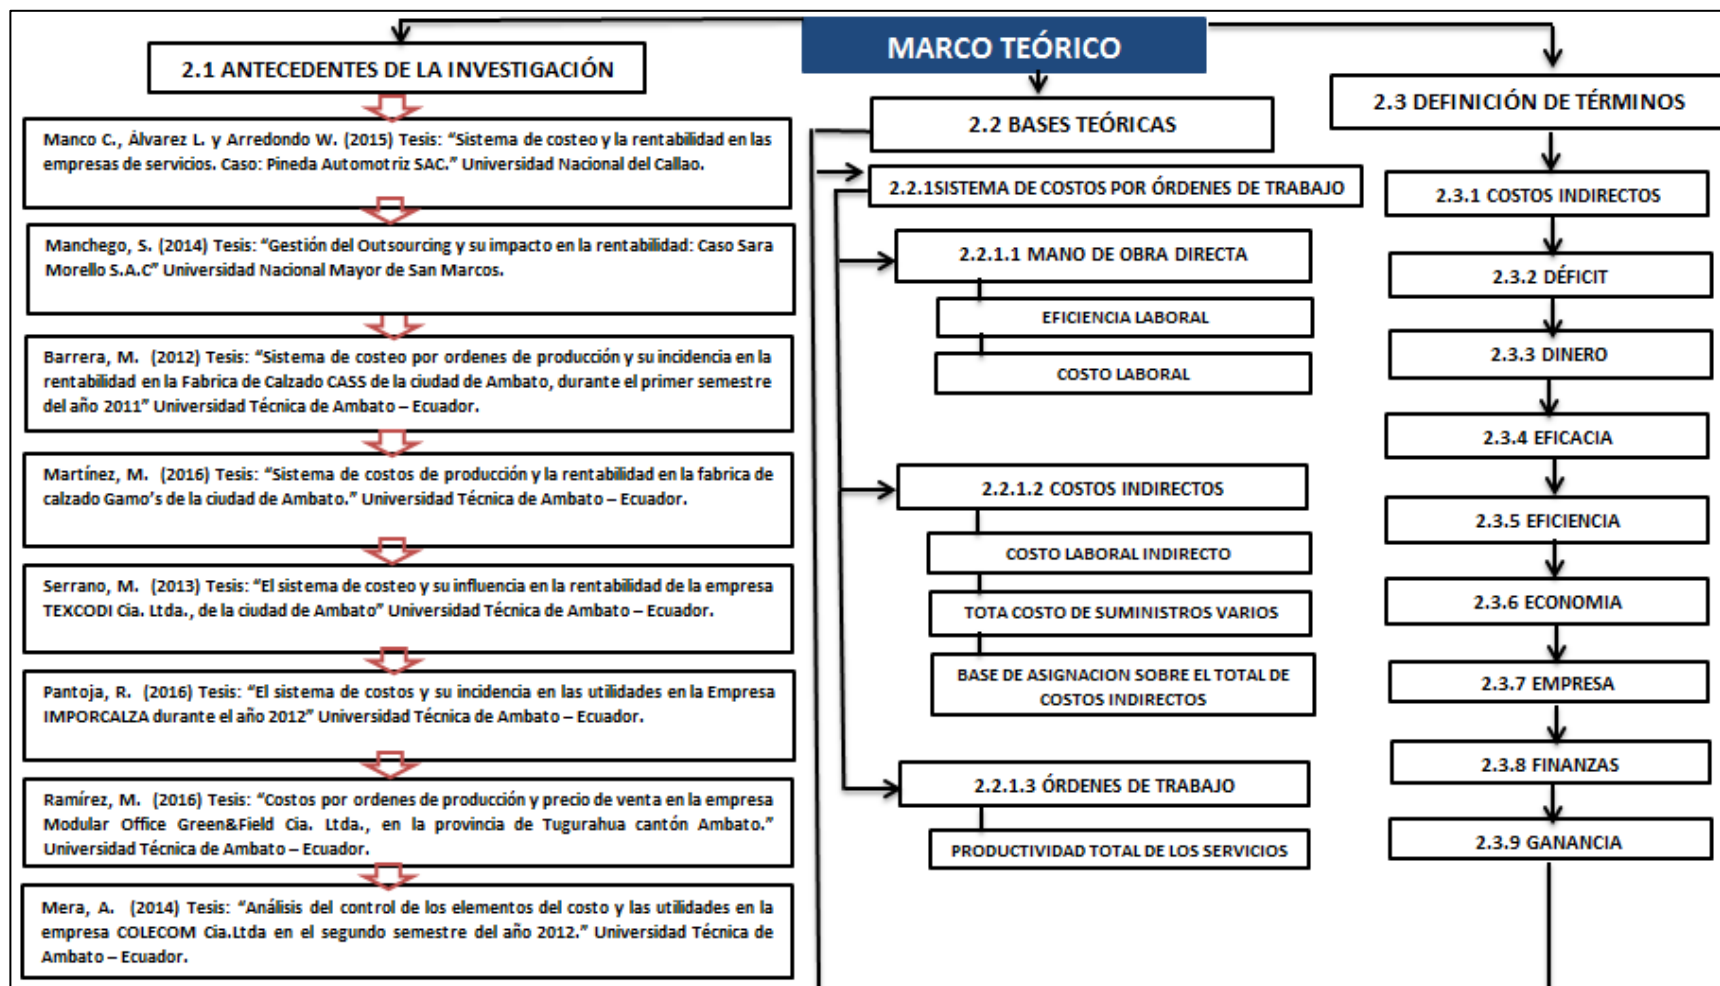 MARCO TEÓRICO
2.1 ANTECEDENTES DE LA INVESTIGACIÓN
Manco C., Álvarez L. y Arredondo W. (2015) Tesis: “Sistema de costeo y la rentabilidad en las
empresas de servicios. Caso: Pineda Automotriz SAC.” Universidad Nacional del Callao.
Manchego, S. (2014) Tesis: “Gestión del Outsourcing y su impacto en la rentabilidad: Caso Sara
Morello S.A.C” Universidad Nacional Mayor de San Marcos.
Barrera, M. (2012) Tesis: “Sistema de costeo por ordenes de producción y su incidencia en la
rentabilidad en la Fabrica de Calzado CASS de la ciudad de Ambato, durante el primer semestre
del año 2011” Universidad Técnica de Ambato – Ecuador.
Martínez, M. (2016) Tesis: “Sistema de costos de producción y la rentabilidad en la fabrica de
calzado Gamo’s de la ciudad de Ambato.” Universidad Técnica de Ambato – Ecuador.
Serrano, M. (2013) Tesis: “El sistema de costeo y su influencia en la rentabilidad de la empresa
TEXCODI Cia. Ltda., de la ciudad de Ambato” Universidad Técnica de Ambato – Ecuador.
Pantoja, R. (2016) Tesis: “El sistema de costos y su incidencia en las utilidades en la Empresa
IMPORCALZA durante el año 2012” Universidad Técnica de Ambato – Ecuador.
Ramírez, M. (2016) Tesis: “Costos por ordenes de producción y precio de venta en la empresa
Modular Office Green&Field Cia. Ltda., en la provincia de Tugurahua cantón Ambato.”
Universidad Técnica de Ambato – Ecuador.
Mera, A. (2014) Tesis: “Análisis del control de los elementos del costo y las utilidades en la
empresa COLECOM Cia.Ltda en el segundo semestre del año 2012.” Universidad Técnica de
Ambato – Ecuador.
2.2 BASES TEÓRICAS
2.2.1SISTEMA DE COSTOS POR ÓRDENES DE TRABAJO
2.2.1.1 MANO DE OBRA DIRECTA
EFICIENCIA LABORAL
COSTO LABORAL
2.2.1.2 COSTOS INDIRECTOS
COSTO LABORAL INDIRECTO
TOTA COSTO DE SUMINISTROS VARIOS
BASE DE ASIGNACION SOBRE EL TOTAL DE
COSTOS INDIRECTOS
2.2.1.3 ÓRDENES DE TRABAJO
PRODUCTIVIDAD TOTAL DE LOS SERVICIOS
2.3 DEFINICIÓN DE TÉRMINOS
2.3.1 COSTOS INDIRECTOS
2.3.2 DÉFICIT
2.3.3 DINERO
2.3.4 EFICACIA
2.3.5 EFICIENCIA
2.3.6 ECONOMIA
2.3.7 EMPRESA
2.3.8 FINANZAS
2.3.9 GANANCIA